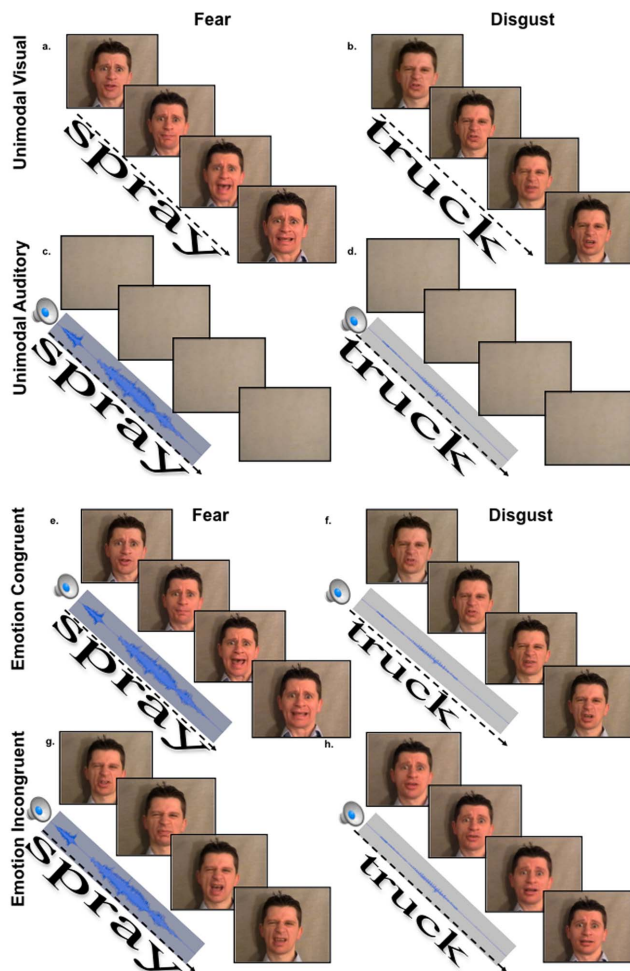 Fear
Disgust
Unimodal Visual
a.
spray
b.
truck
Unimodal Auditory
c.
spray
d.
truck
Fear
Disgust
Emotion Congruent
e.
spray
f.
truck
Emotion Incongruent
g.
spray
h.
truck